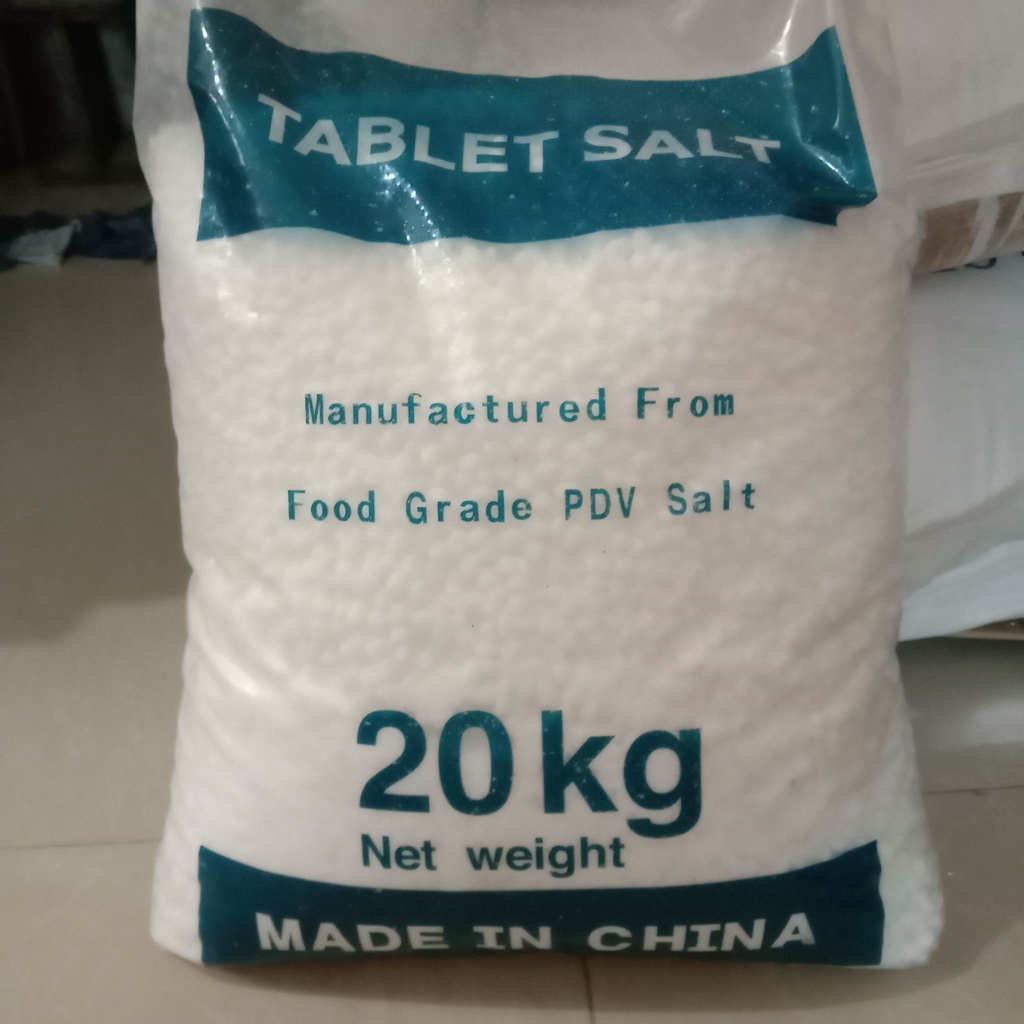 TABLET SALT
Manufactured From
Food Grade PDV Salt
20kg
Net weight
MADE IN CHINA